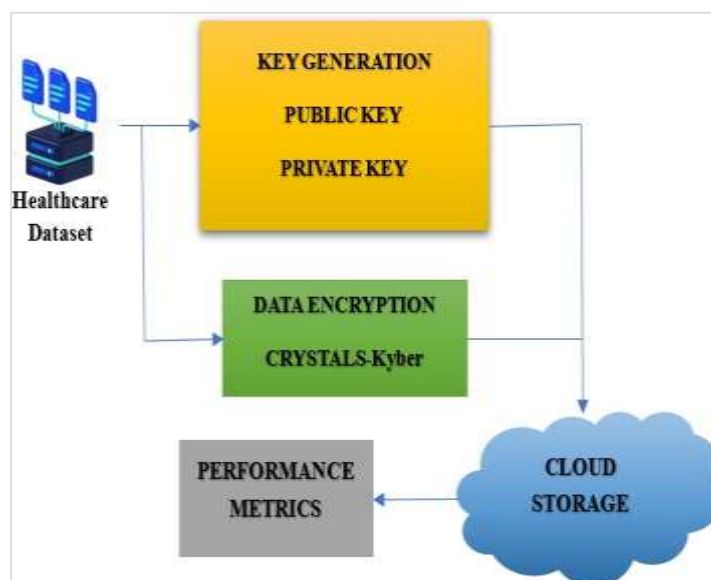 KEY GENERATION
PUBLIC KEY
PRIVATE KEY
Healthcare
Dataset
DATA ENCRYPTION
CRYSTALS-Kyber
PERFORMANCE
METRICS
CLOUD
STORAGE